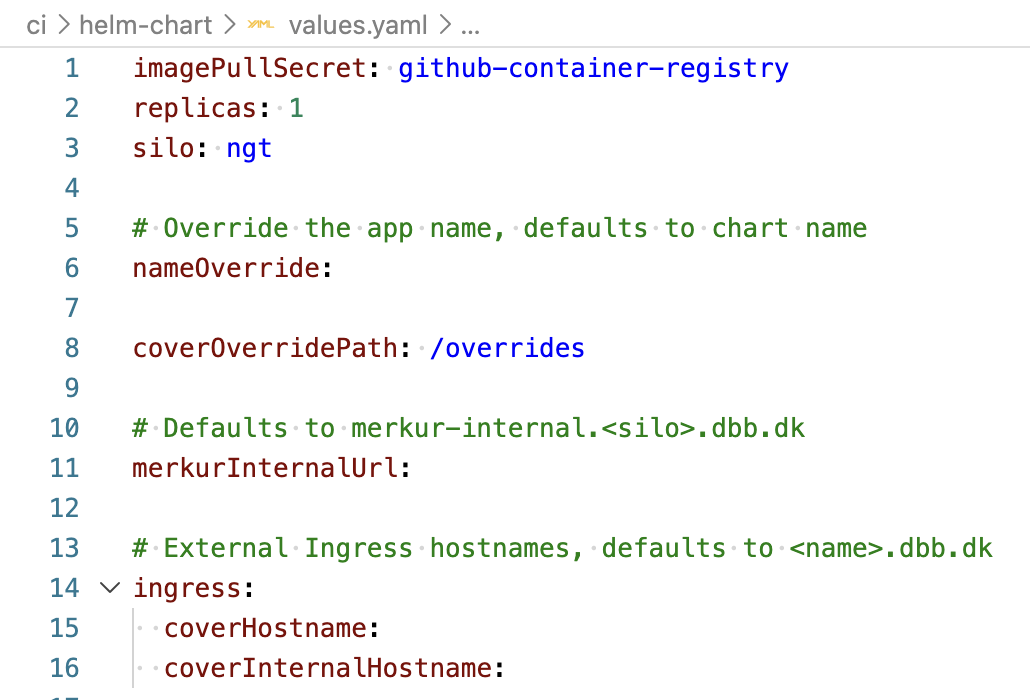 ci > helm-chart > YAML values.yaml > ...
1 imagePullSecret: github-container-registry
2 replicas: 1
3 silo: ngt
4
5 # Override the app name, defaults to chart name
6 nameOverride:
7
8 coverOverridePath: /overrides
9
10 # Defaults to merkur-internal.<silo>.dbb.dk
11 merkurInternalUrl:
12
13 # External Ingress hostnames, defaults to <name>.dbb.dk
14 ingress:
15   coverHostname:
16   coverInternalHostname: